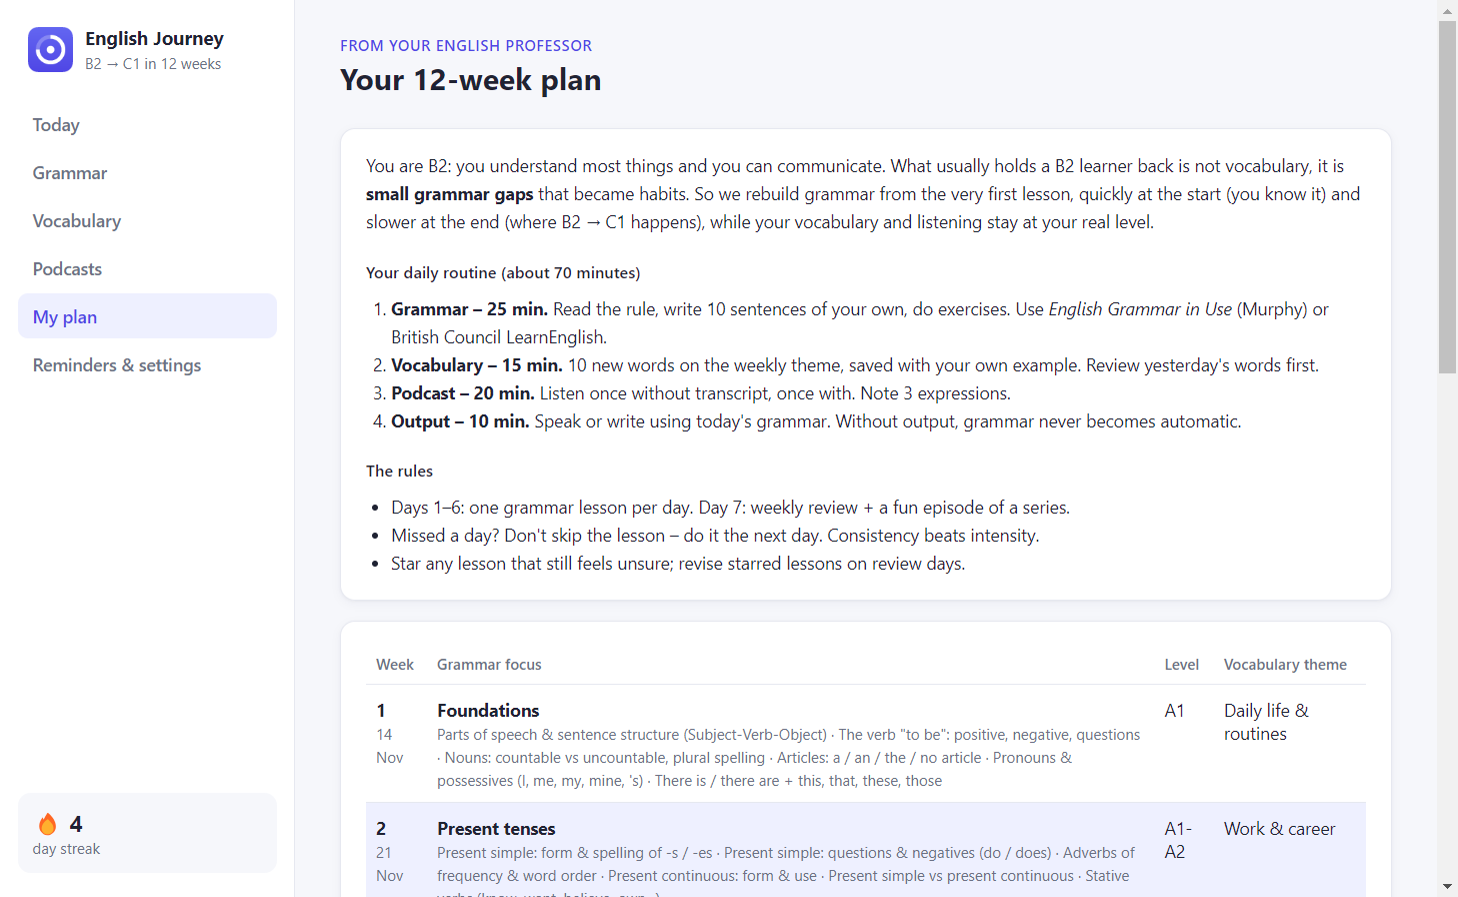 English Journey
B2 → C1 in 12 weeks
Today
Grammar
Vocabulary
Podcasts
My plan
Reminders & settings
4
day streak
FROM YOUR ENGLISH PROFESSOR
Your 12-week plan
You are B2: you understand most things and you can communicate. What usually holds a B2 learner back is not vocabulary, it is
small grammar gaps that became habits. So we rebuild grammar from the very first lesson, quickly at the start (you know it) and
slower at the end (where B2 → C1 happens), while your vocabulary and listening stay at your real level.
Your daily routine (about 70 minutes)
1. Grammar – 25 min. Read the rule, write 10 sentences of your own, do exercises. Use English Grammar in Use (Murphy) or
British Council LearnEnglish.
2. Vocabulary – 15 min. 10 new words on the weekly theme, saved with your own example. Review yesterday's words first.
3. Podcast – 20 min. Listen once without transcript, once with. Note 3 expressions.
4. Output – 10 min. Speak or write using today's grammar. Without output, grammar never becomes automatic.
The rules
• Days 1–6: one grammar lesson per day. Day 7: weekly review + a fun episode of a series.
• Missed a day? Don't skip the lesson – do it the next day. Consistency beats intensity.
• Star any lesson that still feels unsure; revise starred lessons on review days.
Week Grammar focus Level Vocabulary theme
1 Foundations A1 Daily life &
routines
14 Parts of speech & sentence structure (Subject-Verb-Object) · The verb "to be": positive, negative, questions
Nov · Nouns: countable vs uncountable, plural spelling · Articles: a / an / the / no article · Pronouns &
possessives (I, me, my, mine, 's) · There is / there are + this, that, these, those
2 Present tenses A1-
A2 Work & career
21 Present simple: form & spelling of -s / -es · Present simple: questions & negatives (do / does) · Adverbs of
Nov frequency & word order · Present continuous: form & use · Present simple vs present continuous · Stative